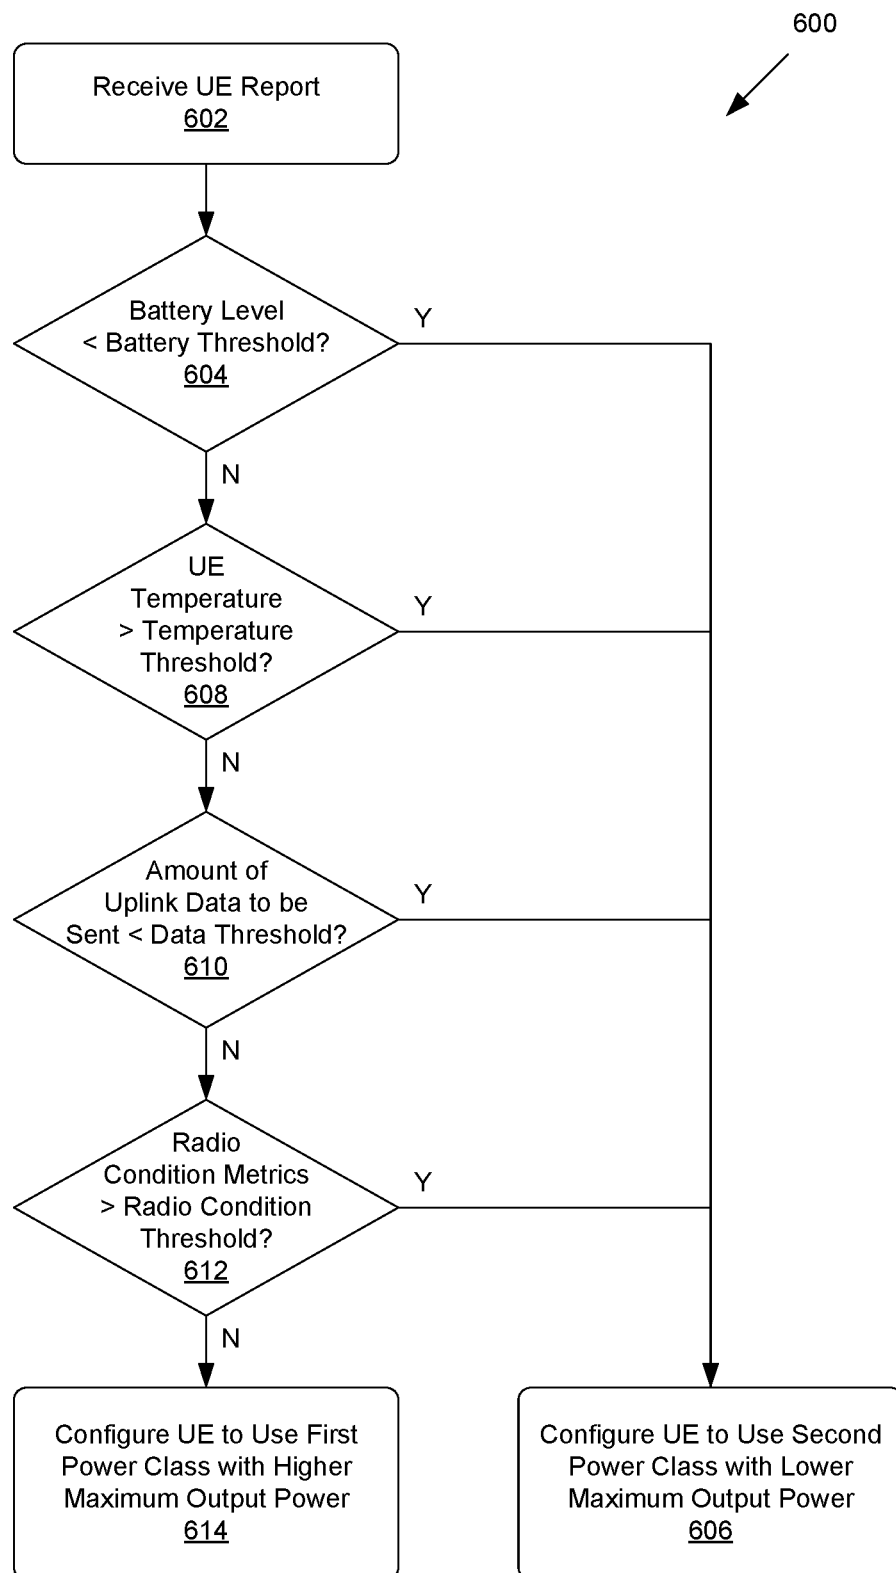 600
Receive UE Report
602
Battery Level
< Battery Threshold?
604
Y
N
UE
Temperature
> Temperature
Threshold?
608
Y
N
Amount of
Uplink Data to be
Sent < Data Threshold?
610
Y
N
Radio
Condition Metrics
> Radio Condition
Threshold?
612
Y
N
Configure UE to Use First
Power Class with Higher
Maximum Output Power
614
Configure UE to Use Second
Power Class with Lower
Maximum Output Power
606